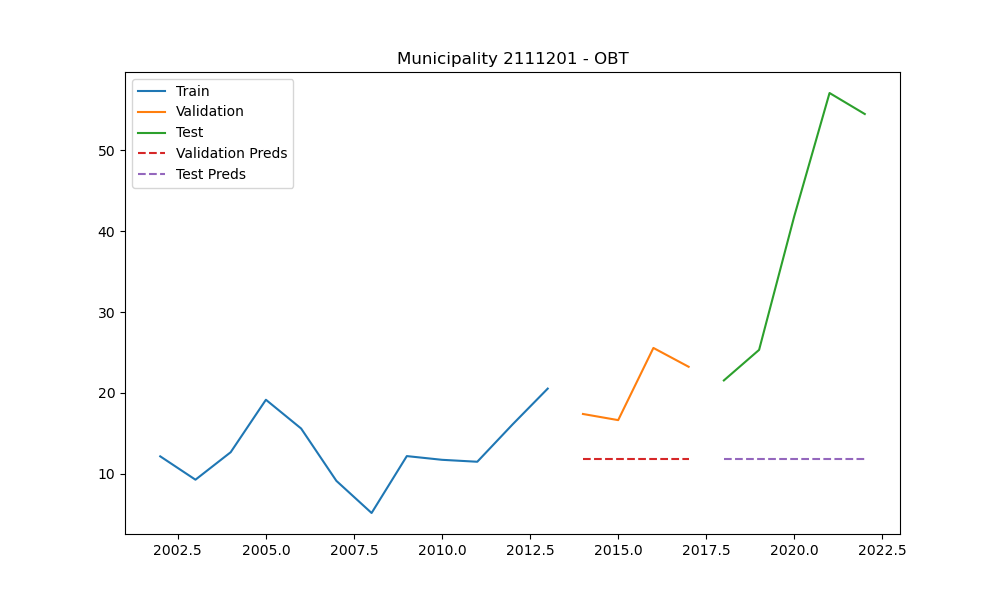 Municipality 2111201 - OBT
Train
Validation
Test
Validation Preds
Test Preds
50
40
30
20
10
2002.5 2005.0 2007.5 2010.0 2012.5 2015.0 2017.5 2020.0 2022.5